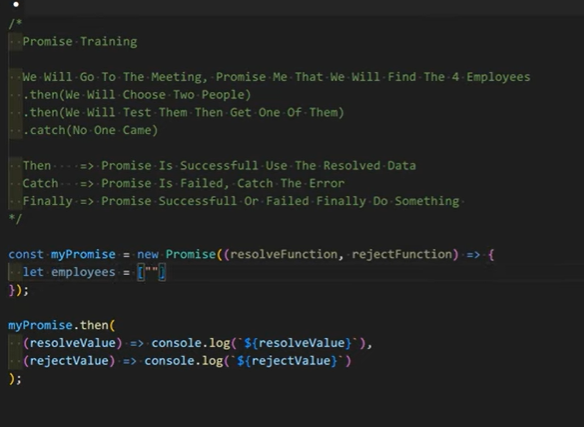 /*
Promise Training
We Will Go To The Meeting, Promise Me That We Will Find The 4 Employees
.then(We Will Choose Two People)
.then(We Will Test Them Then Get One Of Them)
.catch(No One Came)
Then => Promise Is Successfull Use The Resolved Data
Catch => Promise Is Failed, Catch The Error
Finally => Promise Successfull Or Failed Finally Do Something
*/
const myPromise = new Promise((resolveFunction, rejectFunction) => {
let employees = [""]
});
myPromise.then(
(resolveValue) => console.log(`${resolveValue}`),
(rejectValue) => console.log(`${rejectValue}`)
);